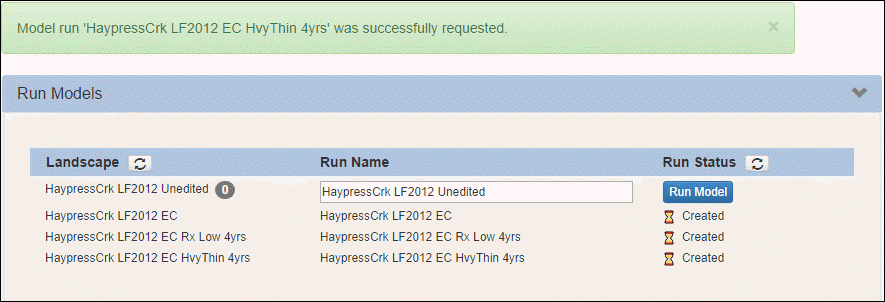 Model run 'HaypressCrk LF2012 EC HvyThin 4yrs' was successfully requested. ×
Run Models
Landscape Run Name Run Status
HaypressCrk LF2012 Unedited 0 HaypressCrk LF2012 Unedited Run Model
HaypressCrk LF2012 EC HaypressCrk LF2012 EC Created
HaypressCrk LF2012 EC Rx Low 4yrs HaypressCrk LF2012 EC Rx Low 4yrs Created
HaypressCrk LF2012 EC HvyThin 4yrs HaypressCrk LF2012 EC HvyThin 4yrs Created